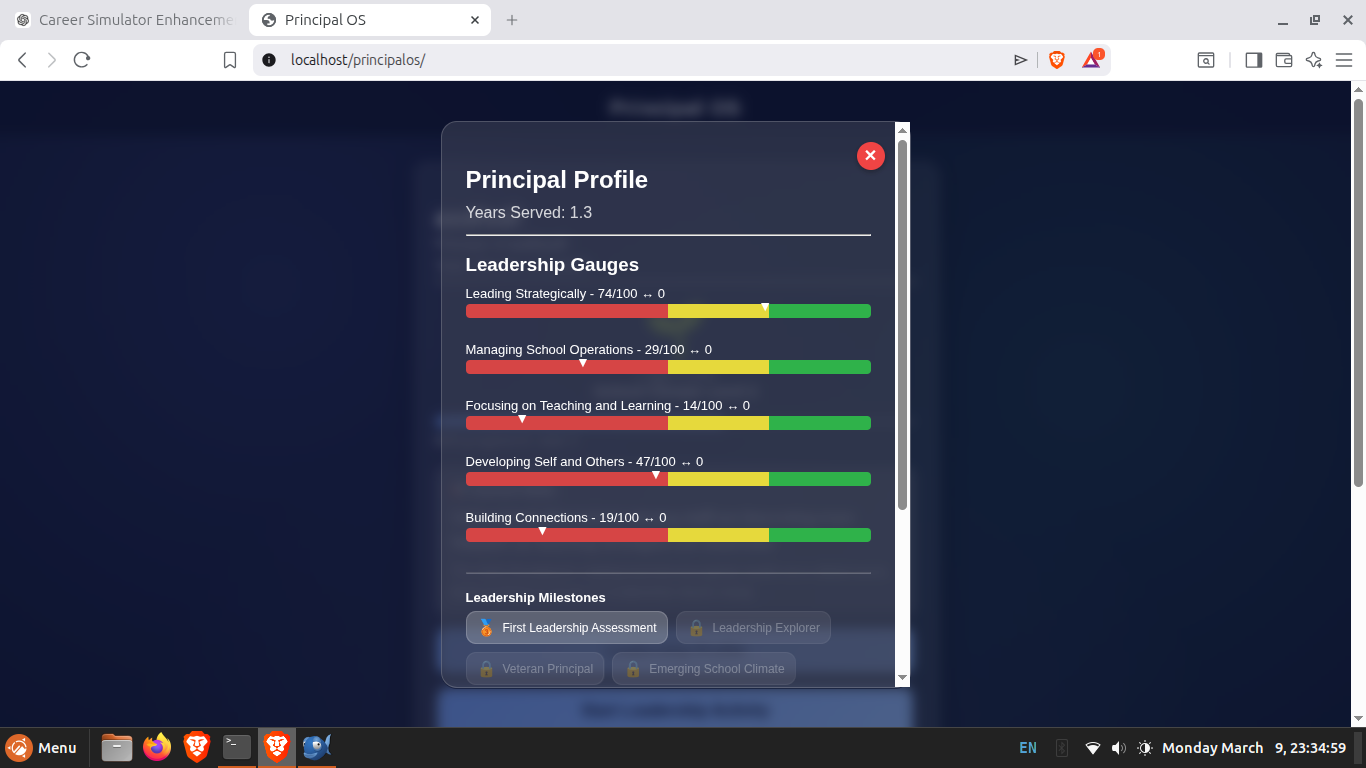 Career Simulator Enhanceme
Principal OS
localhost/principalos/
1
Principal OS
Principal Profile
Years Served: 1.3
Leadership Gauges
Leading Strategically - 74/100 ↔ 0
Managing School Operations - 29/100 ↔ 0
Focusing on Teaching and Learning - 14/100 ↔ 0
Developing Self and Others - 47/100 ↔ 0
Building Connections - 19/100 ↔ 0
Leadership Milestones
First Leadership Assessment
Leadership Explorer
Veteran Principal
Emerging School Climate
Menu
EN
Monday March 9, 23:34:59